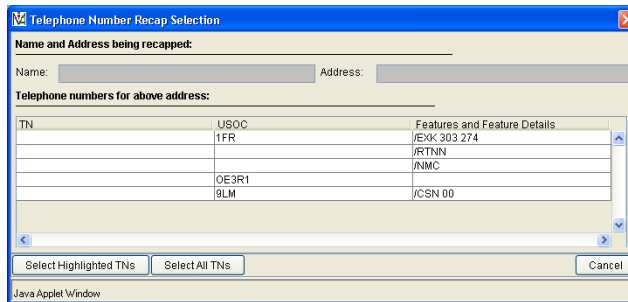 Telephone Number Recap Selection
Name and Address being recapped:
Name: Address:
Telephone numbers for above address:
TN USOC Features and Feature Details
1FR /EXK 303 274
/RTNN
/NMC
OE3R1
9LM /CSN 00
Select Highlighted TNs Select All TNs Cancel
Java Applet Window